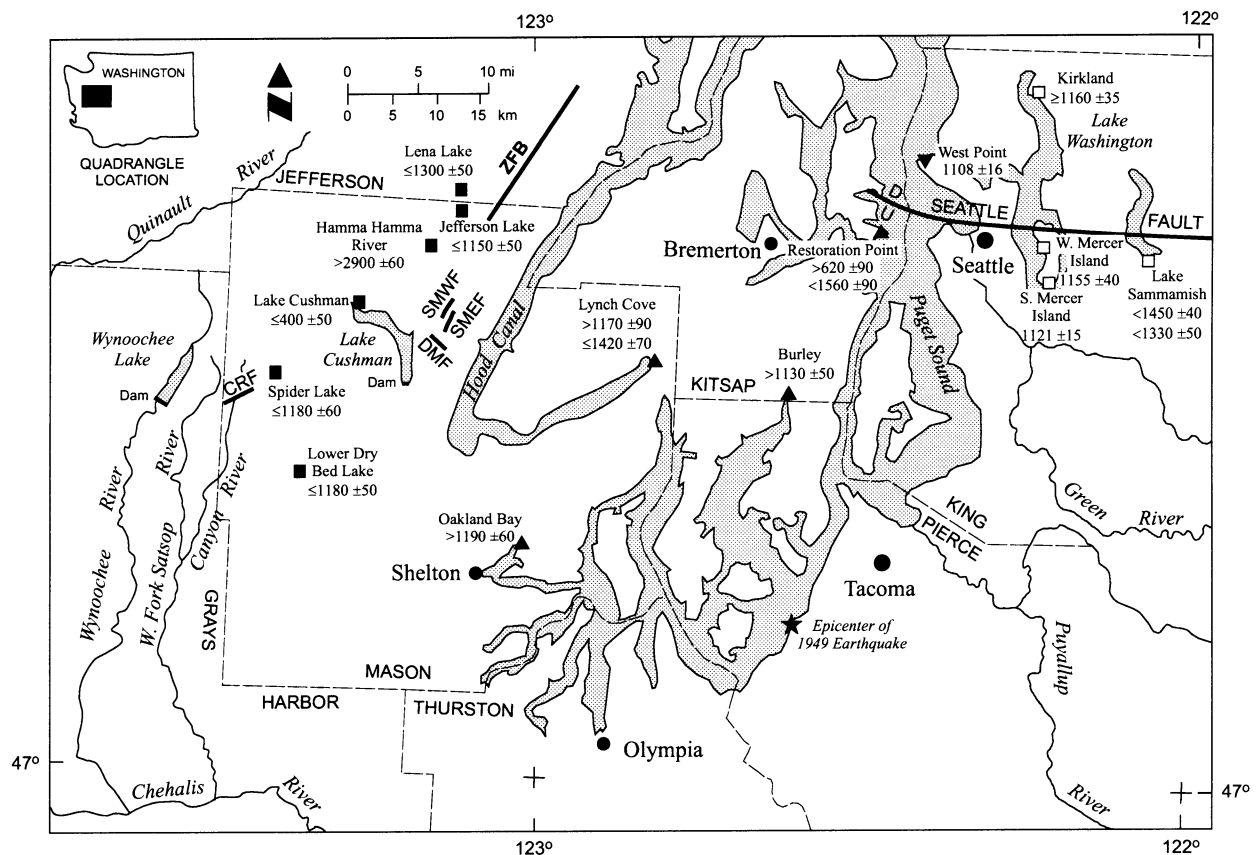 123º
122º
WASHINGTON
QUADRANGLE
LOCATION
N
0 5 10 mi
0 5 10 15 km
Kirkland
≥1160 ±35
Lake
Washington
Lena Lake
≤1300 ±50
ZFB
West Point
1108 ±16
River
Quinault
JEFFERSON
D
U
SEATTLE
FAULT
Hamma Hamma
River
>2900 ±60
Jefferson Lake
≤1150 ±50
Bremerton
Restoration Point
>620 ±90
<1560 ±90
Seattle
W. Mercer
Island
1155 ±40
S. Mercer
Island
1121 ±15
Lake
Sammamish
<1450 ±40
<1330 ±50
Lake Cushman
≤400 ±50
SMWF
SMEF
DMF
Lake
Cushman
Dam
Hood Canal
Lynch Cove
>1170 ±90
≤1420 ±70
Puget Sound
Wynoochee
Lake
Dam
CRF
Spider Lake
≤1180 ±60
Burley
>1130 ±50
KITSAP
Lower Dry
Bed Lake
≤1180 ±50
Wynoochee
River
W. Fork Satsop
River
Canyon
River
Oakland Bay
>1190 ±60
Shelton
KING
PIERCE
Green
River
Tacoma
Epicenter of
1949 Earthquake
GRAYS
HARBOR
MASON
THURSTON
Puyallup
River
Olympia
47º
47º
Chehalis
River
123º
122º